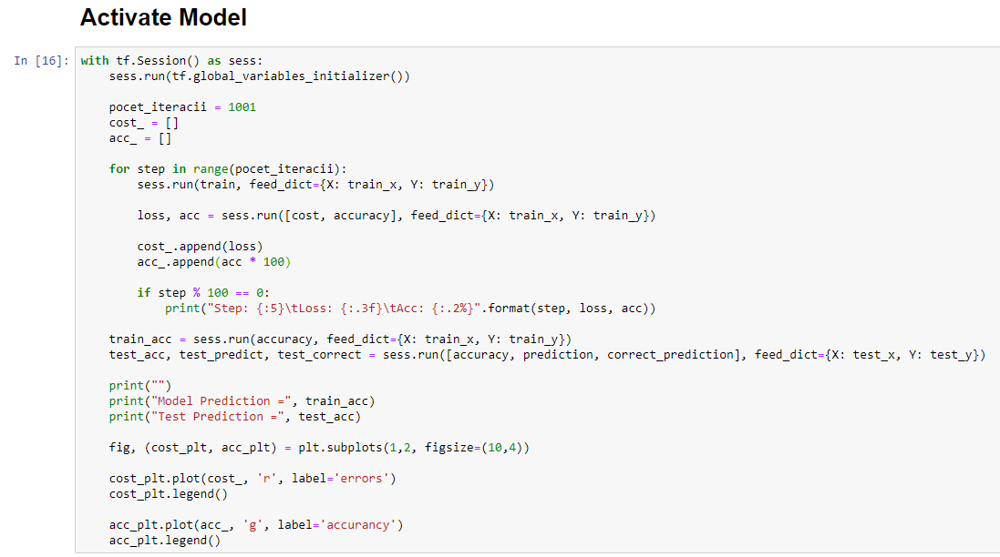 Activate Model
In [16]: with tf.Session() as sess:
sess.run(tf.global_variables_initializer())
pocet_iteracii = 1001
cost_ = []
acc_ = []
for step in range(pocet_iteracii):
sess.run(train, feed_dict={X: train_x, Y: train_y})
loss, acc = sess.run([cost, accuracy], feed_dict={X: train_x, Y: train_y})
cost_.append(loss)
acc_.append(acc * 100)
if step % 100 == 0:
print("Step: {:5}\tLoss: {:.3f}\tAcc: {:.2%}".format(step, loss, acc))
train_acc = sess.run(accuracy, feed_dict={X: train_x, Y: train_y})
test_acc, test_predict, test_correct = sess.run([accuracy, prediction, correct_prediction], feed_dict={X: test_x, Y: test_y})
print("")
print("Model Prediction =", train_acc)
print("Test Prediction =", test_acc)
fig, (cost_plt, acc_plt) = plt.subplots(1,2, figsize=(10,4))
cost_plt.plot(cost_, 'r', label='errors')
cost_plt.legend()
acc_plt.plot(acc_, 'g', label='accurancy')
acc_plt.legend()